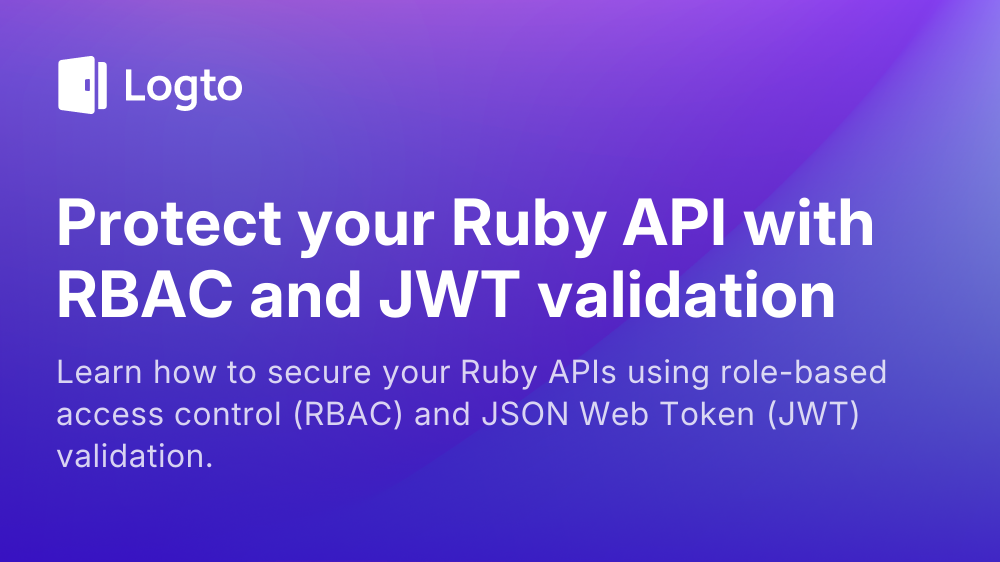 Logto
Protect your Ruby API with
RBAC and JWT validation
Learn how to secure your Ruby APIs using role-based
access control (RBAC) and JSON Web Token (JWT)
validation.